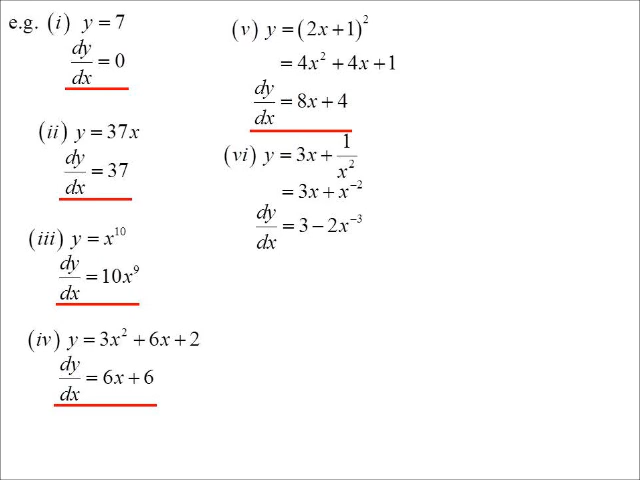 e.g. (i) y = 7
dy/dx = 0
(ii) y = 37x
dy/dx = 37
(iii) y = x^10
dy/dx = 10x^9
(iv) y = 3x^2 + 6x + 2
dy/dx = 6x + 6
(v) y = (2x + 1)^2
= 4x^2 + 4x + 1
dy/dx = 8x + 4
(vi) y = 3x + 1/x^2
= 3x + x^-2
dy/dx = 3 − 2x^-3